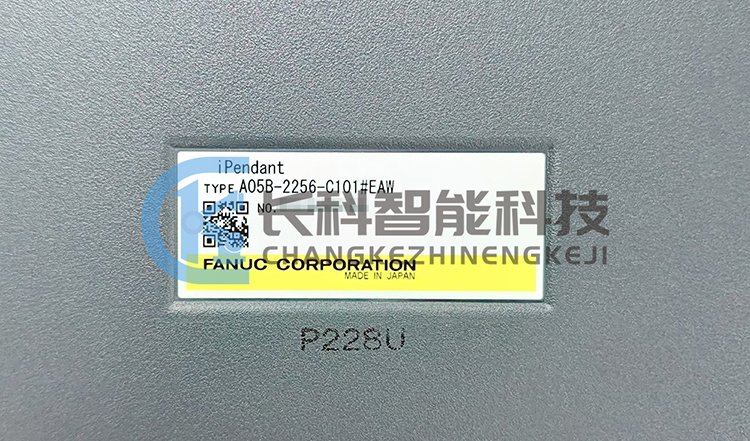 iPendant
TYPE A05B-2256-C101#EAW
NO.
长科智能科技
CHANGKEZHINENGKEJI
FANUC CORPORATION
MADE IN JAPAN
P228U